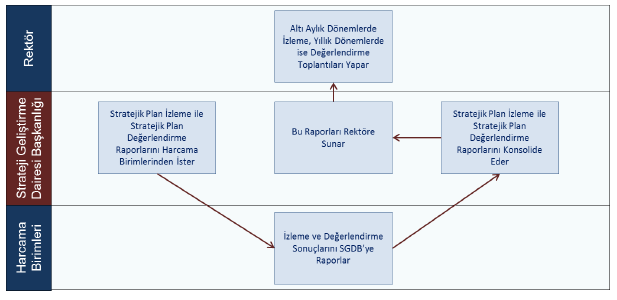 Rektör
Altı Aylık Dönemlerde
İzleme, Yıllık Dönemlerde
ise Değerlendirme
Toplantıları Yapar
Strateji Geliştirme
Dairesi Başkanlığı
Stratejik Plan İzleme ile
Stratejik Plan
Değerlendirme
Raporlarını Harcama
Birimlerinden İster
Bu Raporları Rektöre
Sunar
Stratejik Plan İzleme ile
Stratejik Plan
Değerlendirme
Raporlarını Konsolide
Eder
Harcama
Birimleri
İzleme ve Değerlendirme
Sonuçlarını SGDB'ye
Raporlar